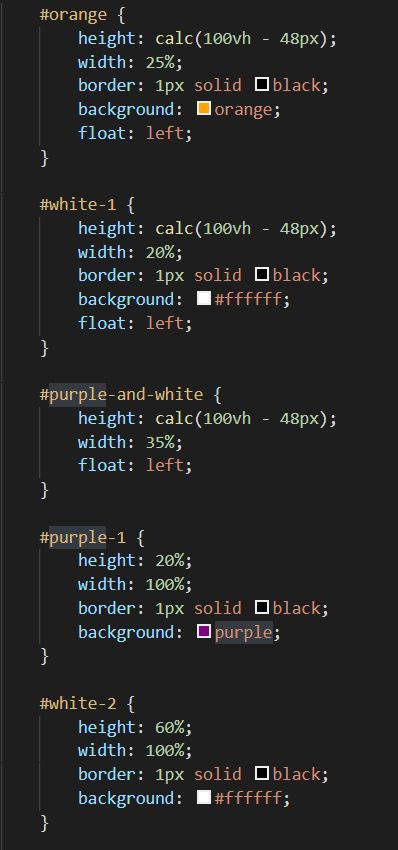 #orange {
    height: calc(100vh - 48px);
    width: 25%;
    border: 1px solid black;
    background: orange;
    float: left;
}
#white-1 {
    height: calc(100vh - 48px);
    width: 20%;
    border: 1px solid black;
    background: #ffffff;
    float: left;
}
#purple-and-white {
    height: calc(100vh - 48px);
    width: 35%;
    float: left;
}
#purple-1 {
    height: 20%;
    width: 100%;
    border: 1px solid black;
    background: purple;
}
#white-2 {
    height: 60%;
    width: 100%;
    border: 1px solid black;
    background: #ffffff;
}